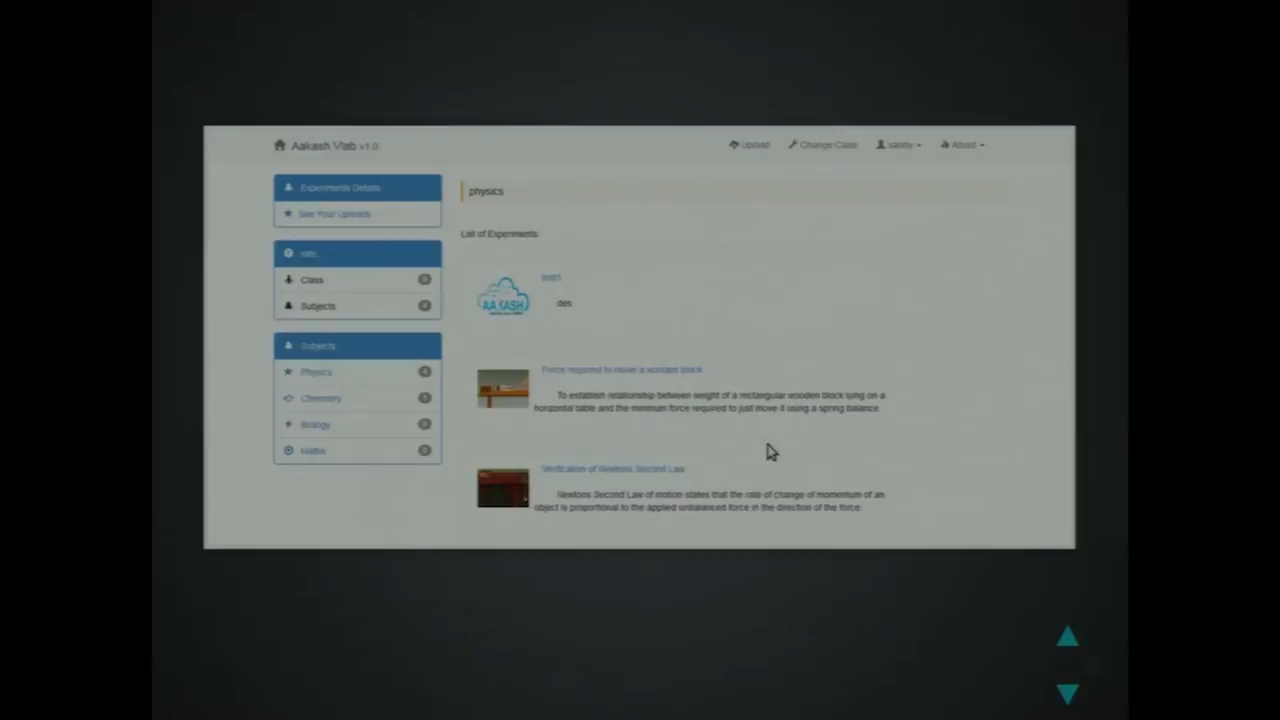 Aakash Vlab v1.0
Upload
Change Class
sandy
About
Experiments Details
See Your Uploads
Class
Subjects
Subjects
Physics
Chemistry
Biology
Maths
physics
List of Experiments:
test1
AAKASH
des
Force required to move a wooden block
To establish relationship between weight of a rectangular wooden block lying on a
horizontal table and the minimum force required to just move it using a spring balance.
Verification of Newtons Second Law
Newtons Second Law of motion states that the rate of change of momentum of an
object is proportional to the applied unbalanced force in the direction of the force.